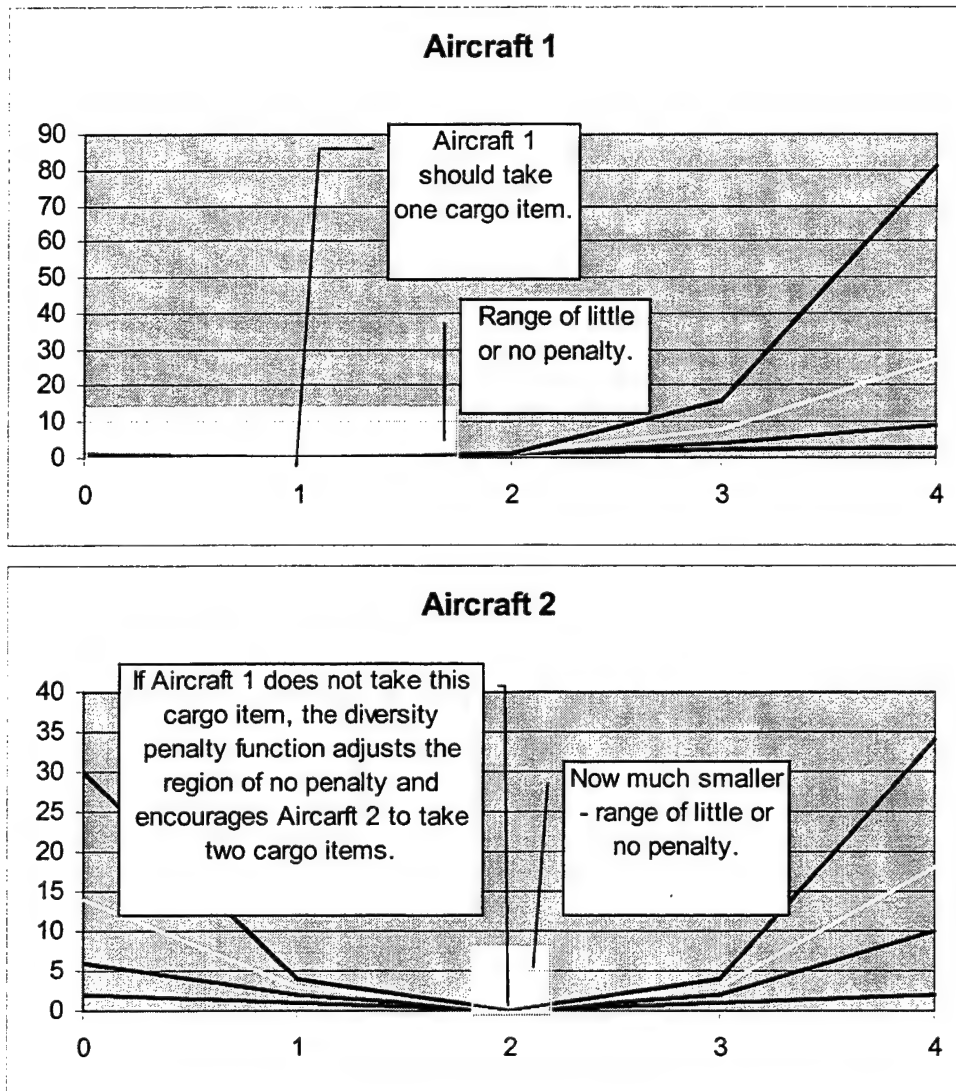 Aircraft 1
90
80
70
60
50
40
30
20
10
0
Aircraft 1
should take
one cargo item.
Range of little
or no penalty.
0 1 2 3 4
Aircraft 2
40
35
30
25
20
15
10
5
0
If Aircraft 1 does not take this
cargo item, the diversity
penalty function adjusts the
region of no penalty and
encourages Aircarft 2 to take
two cargo items.
Now much smaller
- range of little or
no penalty.
0 1 2 3 4